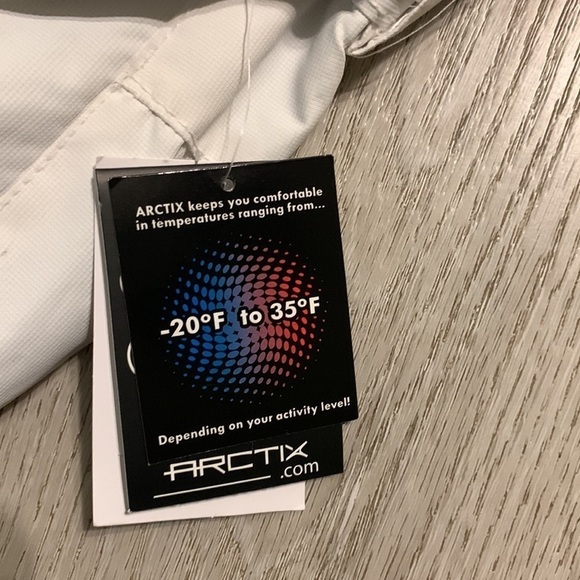 ARCTIX keeps you comfortable
in temperatures ranging from...
-20°F to 35°F
Depending on your activity level!
ARCTIX
.com